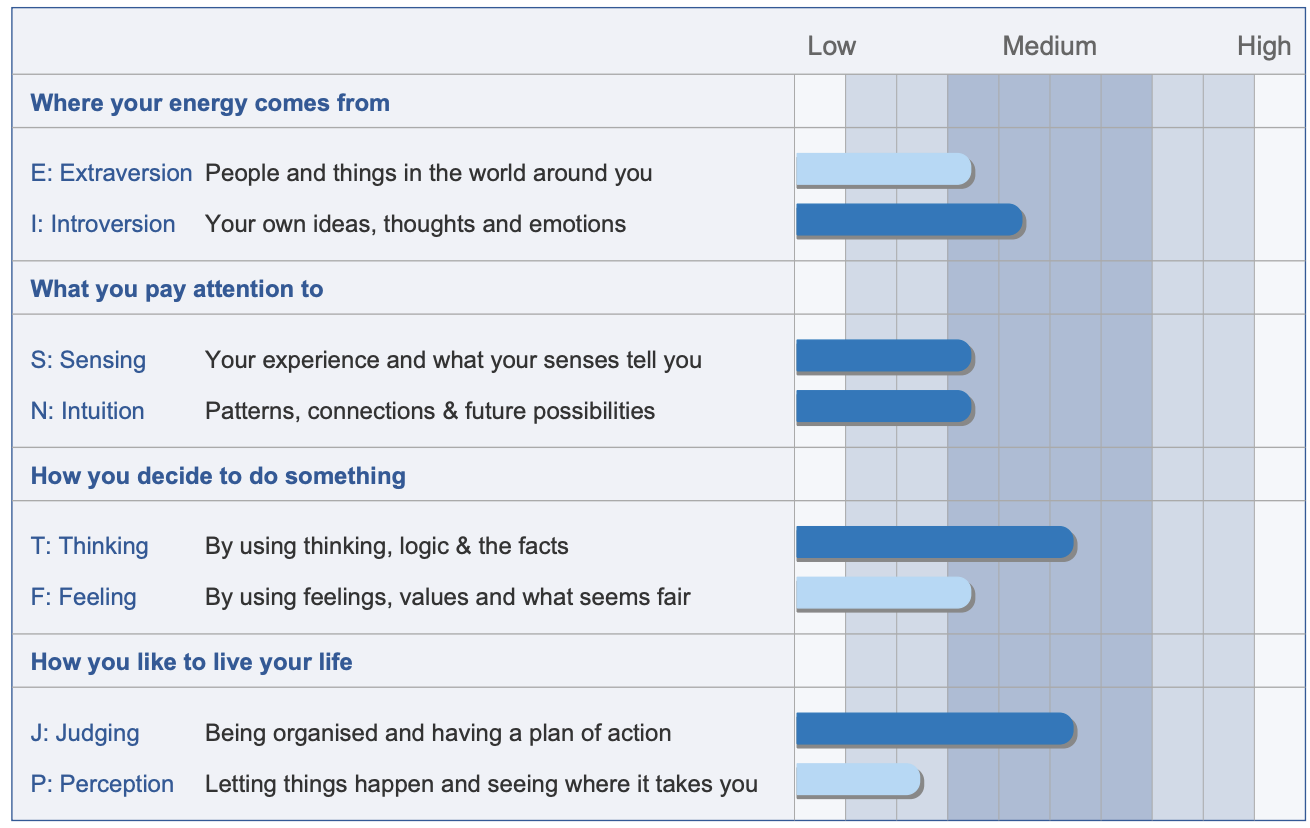 Low Medium High
Where your energy comes from
E: Extraversion People and things in the world around you
I: Introversion Your own ideas, thoughts and emotions
What you pay attention to
S: Sensing Your experience and what your senses tell you
N: Intuition Patterns, connections & future possibilities
How you decide to do something
T: Thinking By using thinking, logic & the facts
F: Feeling By using feelings, values and what seems fair
How you like to live your life
J: Judging Being organised and having a plan of action
P: Perception Letting things happen and seeing where it takes you